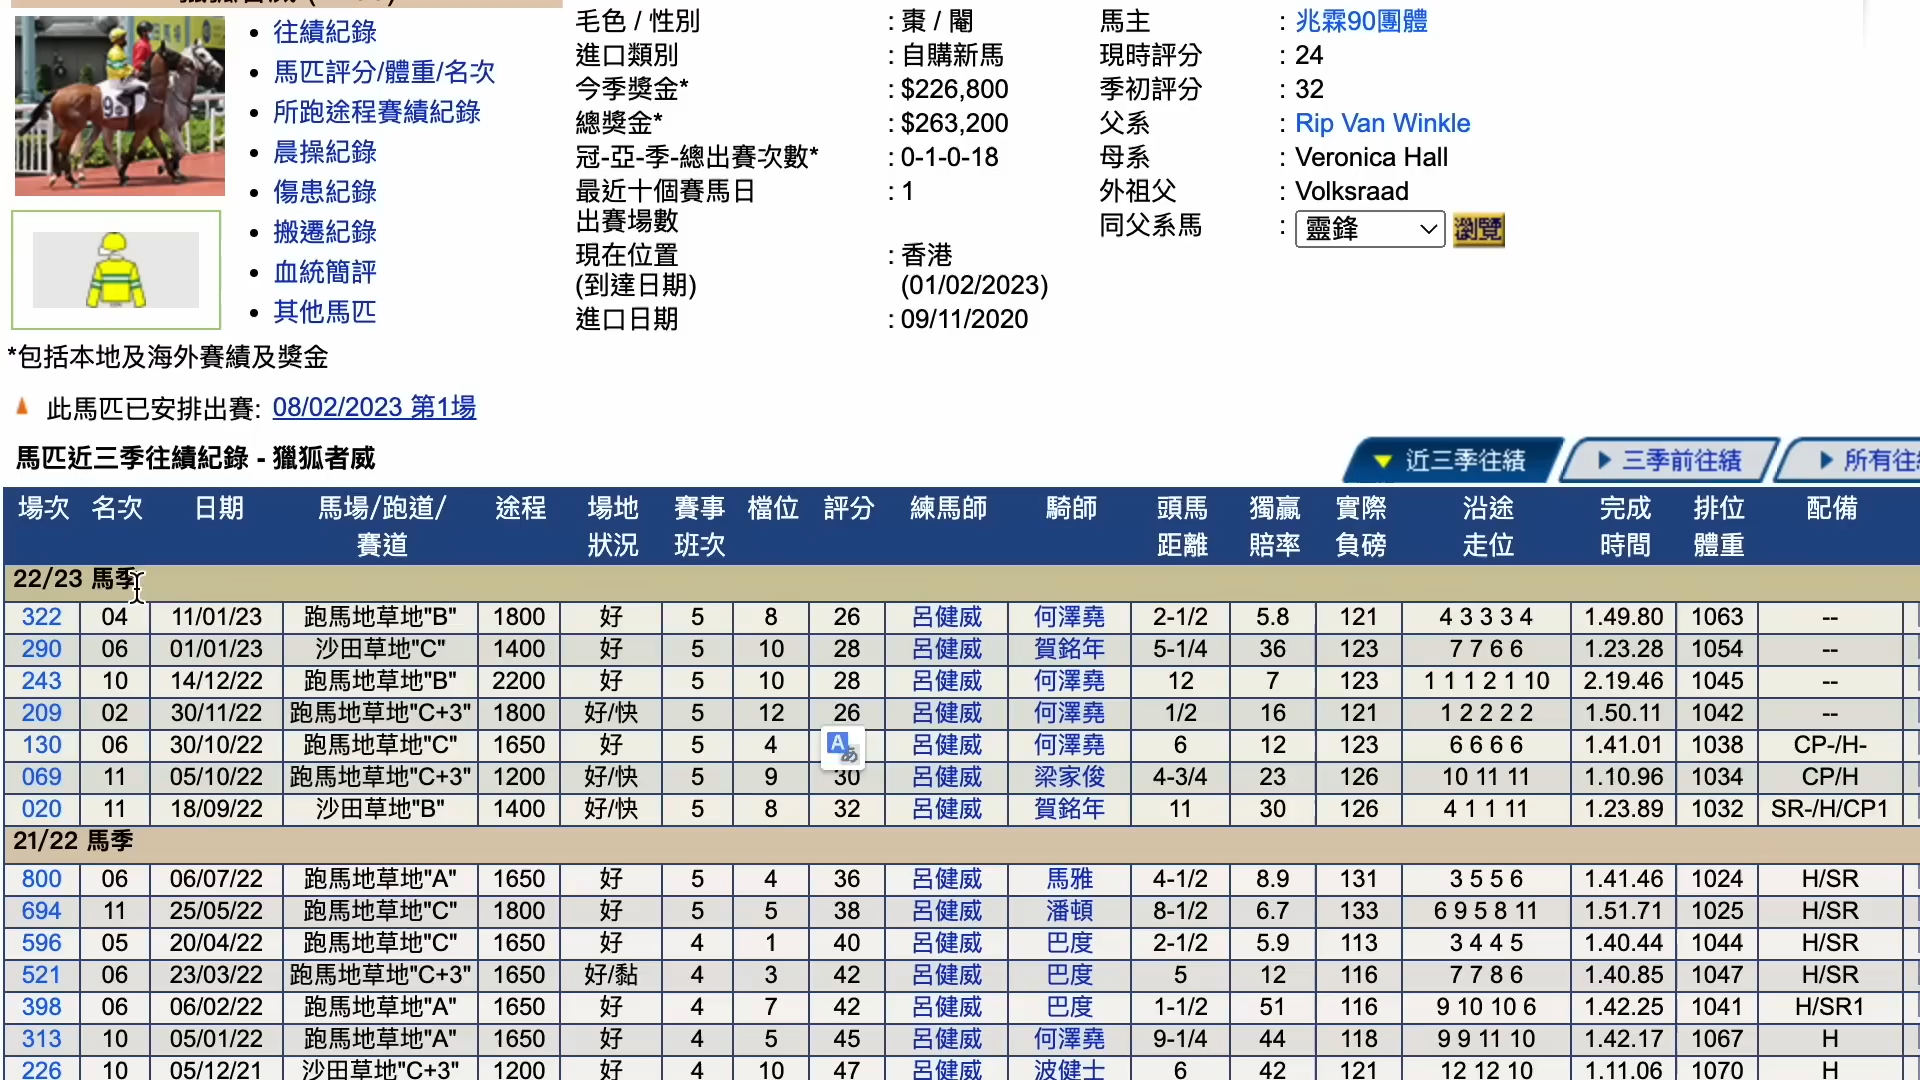 • 往績紀錄
• 馬匹評分/體重/名次
• 所跑途程賽績紀錄
• 晨操紀錄
• 傷患紀錄
• 搬遷紀錄
• 血統簡評
• 其他馬匹
毛色 / 性別 : 棗 / 閹
進口類別 : 自購新馬
今季獎金* : $226,800
總獎金* : $263,200
冠-亞-季-總出賽次數* : 0-1-0-18
最近十個賽馬日 : 1
出賽場數
現在位置 : 香港
(到達日期) (01/02/2023)
進口日期 : 09/11/2020
馬主 : 兆霖90團體
現時評分 : 24
季初評分 : 32
父系 : Rip Van Winkle
母系 : Veronica Hall
外祖父 : Volksraad
同父系馬 : 靈鋒 瀏覽
*包括本地及海外賽績及獎金
此馬匹已安排出賽: 08/02/2023 第1場
馬匹近三季往績紀錄 - 獵狐者威
近三季往績 三季前往績 所有往
場次 名次 日期 馬場/跑道/ 途程 場地 賽事 檔位 評分 練馬師 騎師 頭馬 獨贏 實際 沿途 完成 排位 配備
賽道 狀況 班次 距離 賠率 負磅 走位 時間 體重
22/23 馬季
322 04 11/01/23 跑馬地草地"B" 1800 好 5 8 26 呂健威 何澤堯 2-1/2 5.8 121 4 3 3 3 4 1.49.80 1063 --
290 06 01/01/23 沙田草地"C" 1400 好 5 10 28 呂健威 賀銘年 5-1/4 36 123 7 7 6 6 1.23.28 1054 --
243 10 14/12/22 跑馬地草地"B" 2200 好 5 10 28 呂健威 何澤堯 12 7 123 1 1 1 2 1 10 2.19.46 1045 --
209 02 30/11/22 跑馬地草地"C+3" 1800 好/快 5 12 26 呂健威 何澤堯 1/2 16 121 1 2 2 2 2 1.50.11 1042 --
130 06 30/10/22 跑馬地草地"C" 1650 好 5 4 呂健威 何澤堯 6 12 123 6 6 6 6 1.41.01 1038 CP-/H-
069 11 05/10/22 跑馬地草地"C+3" 1200 好/快 5 9 30 呂健威 梁家俊 4-3/4 23 126 10 11 11 1.10.96 1034 CP/H
020 11 18/09/22 沙田草地"B" 1400 好/快 5 8 32 呂健威 賀銘年 11 30 126 4 1 1 11 1.23.89 1032 SR-/H/CP1
21/22 馬季
800 06 06/07/22 跑馬地草地"A" 1650 好 5 4 36 呂健威 馬雅 4-1/2 8.9 131 3 5 5 6 1.41.46 1024 H/SR
694 11 25/05/22 跑馬地草地"C" 1800 好 5 5 38 呂健威 潘頓 8-1/2 6.7 133 6 9 5 8 11 1.51.71 1025 H/SR
596 05 20/04/22 跑馬地草地"C" 1650 好 4 1 40 呂健威 巴度 2-1/2 5.9 113 3 4 4 5 1.40.44 1044 H/SR
521 06 23/03/22 跑馬地草地"C+3" 1650 好/黏 4 3 42 呂健威 巴度 5 12 116 7 7 8 6 1.40.85 1047 H/SR
398 06 06/02/22 跑馬地草地"A" 1650 好 4 7 42 呂健威 巴度 1-1/2 51 116 9 10 10 6 1.42.25 1041 H/SR1
313 10 05/01/22 跑馬地草地"A" 1650 好 4 5 45 呂健威 何澤堯 9-1/4 44 118 9 9 11 10 1.42.17 1067 H
226 10 05/12/21 沙田草地"C+3" 1200 好 4 10 47 呂健威 波健士 6 42 121 12 12 10 1.11.06 1070 H